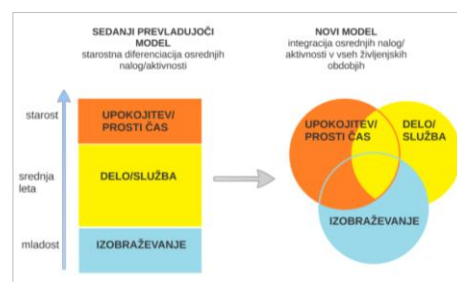 SEDANJI PREVLADUJOČI
MODEL
starostna diferenciacija osrednjih
nalog/aktivnosti
NOVI MODEL
integracija osrednjih nalog/
aktivnosti v vseh življenjskih
obdobjih
starost
srednja
leta
mladost
UPOKOJITEV/
PROSTI ČAS
DELO/SLUŽBA
IZOBRAŽEVANJE
UPOKOJITEV/
PROSTI ČAS
DELO/
SLUŽBA
IZOBRAŽEVANJE